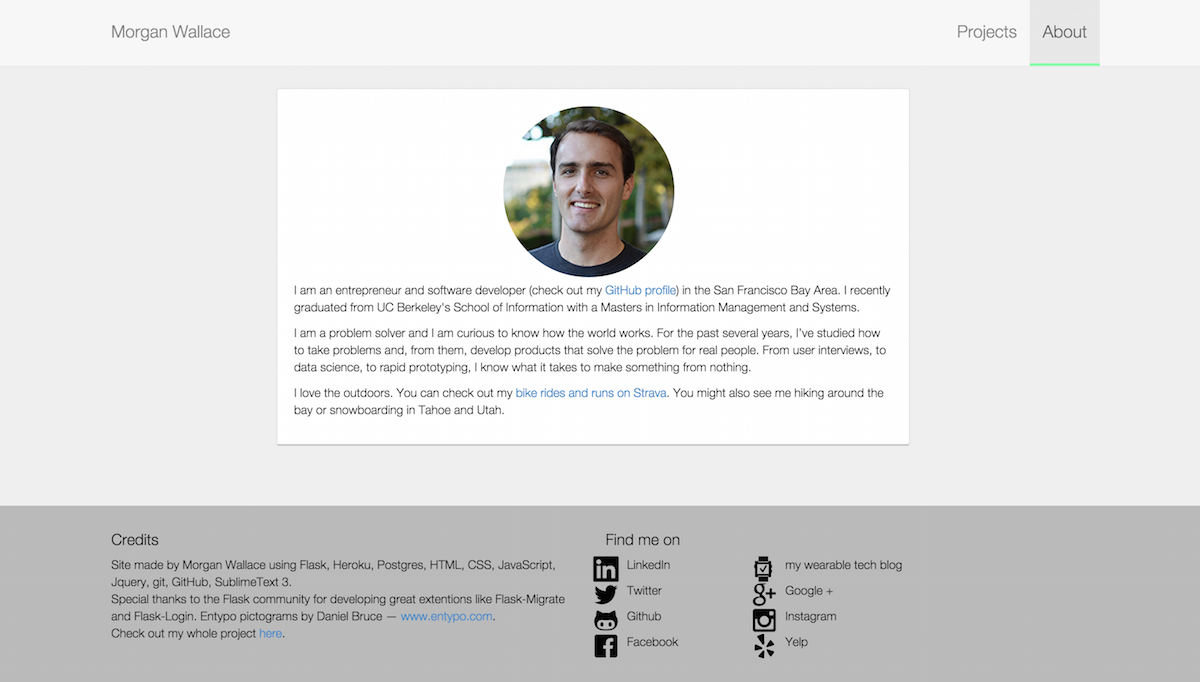 Morgan Wallace
Projects
About
I am an entrepreneur and software developer (check out my GitHub profile) in the San Francisco Bay Area. I recently
graduated from UC Berkeley's School of Information with a Masters in Information Management and Systems.
I am a problem solver and I am curious to know how the world works. For the past several years, I've studied how
to take problems and, from them, develop products that solve the problem for real people. From user interviews, to
data science, to rapid prototyping, I know what it takes to make something from nothing.
I love the outdoors. You can check out my bike rides and runs on Strava. You might also see me hiking around the
bay or snowboarding in Tahoe and Utah.
Credits
Site made by Morgan Wallace using Flask, Heroku, Postgres, HTML, CSS, JavaScript,
Jquery, git, GitHub, SublimeText 3.
Special thanks to the Flask community for developing great extentions like Flask-Migrate
and Flask-Login. Entypo pictograms by Daniel Bruce — www.entypo.com.
Check out my whole project here.
Find me on
LinkedIn
Twitter
Github
Facebook
my wearable tech blog
Google +
Instagram
Yelp